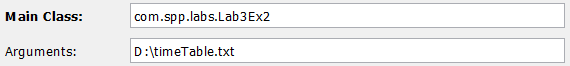 Main Class: com.spp.labs.Lab3Ex2
Arguments: D:\timeTable.txt